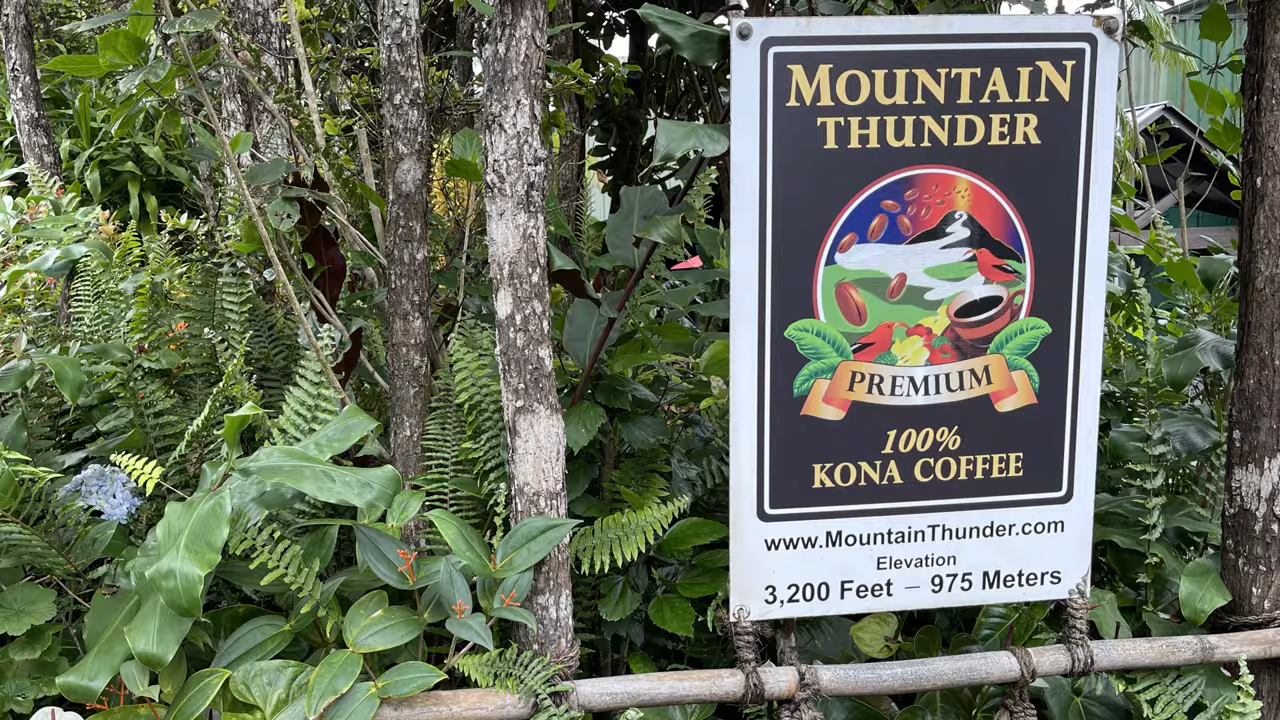 MOUNTAIN
THUNDER
PREMIUM
100%
KONA COFFEE
www.MountainThunder.com
Elevation
3,200 Feet – 975 Meters